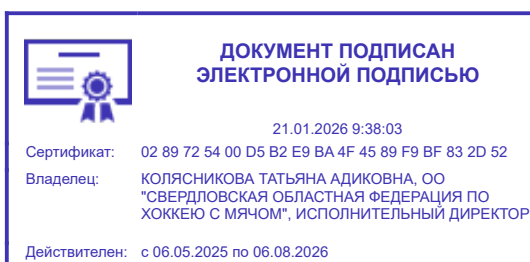 ДОКУМЕНТ ПОДПИСАН
ЭЛЕКТРОННОЙ ПОДПИСЬЮ
21.01.2026 9:38:03
Сертификат: 02 89 72 54 00 D5 B2 E9 BA 4F 45 89 F9 BF 83 2D 52
Владелец: КОЛЯСНИКОВА ТАТЬЯНА АДИКОВНА, ОО
"СВЕРДЛОВСКАЯ ОБЛАСТНАЯ ФЕДЕРАЦИЯ ПО
ХОККЕЮ С МЯЧОМ", ИСПОЛНИТЕЛЬНЫЙ ДИРЕКТОР
Действителен: с 06.05.2025 по 06.08.2026